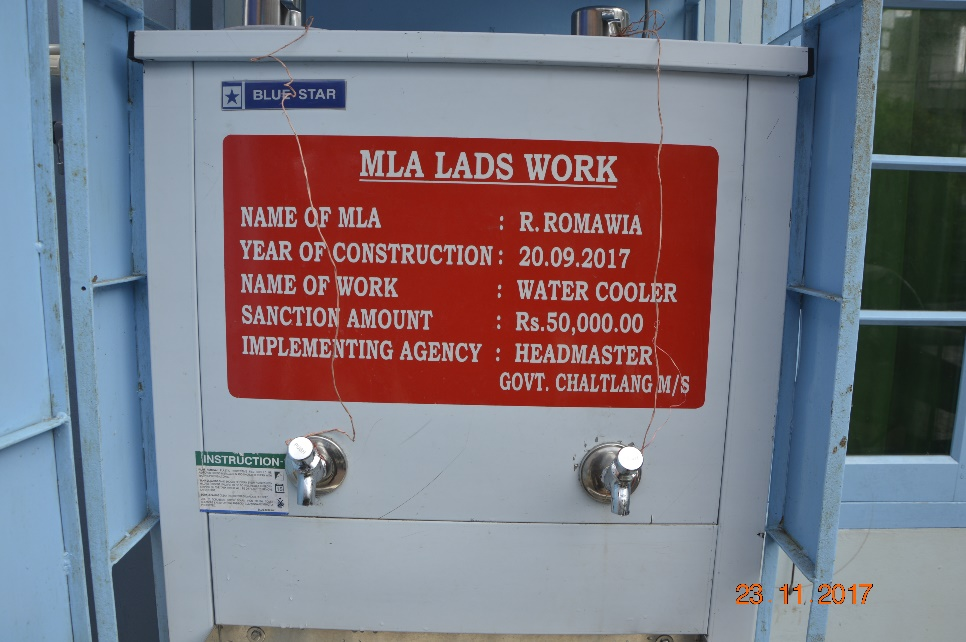 BLUE STAR
MLA LADS WORK
NAME OF MLA : R. ROMAWIA
YEAR OF CONSTRUCTION : 20.09.2017
NAME OF WORK : WATER COOLER
SANCTION AMOUNT : Rs.50,000.00
IMPLEMENTING AGENCY : HEADMASTER
GOVT. CHALTLANG M/S
INSTRUCTION
23 11 2017